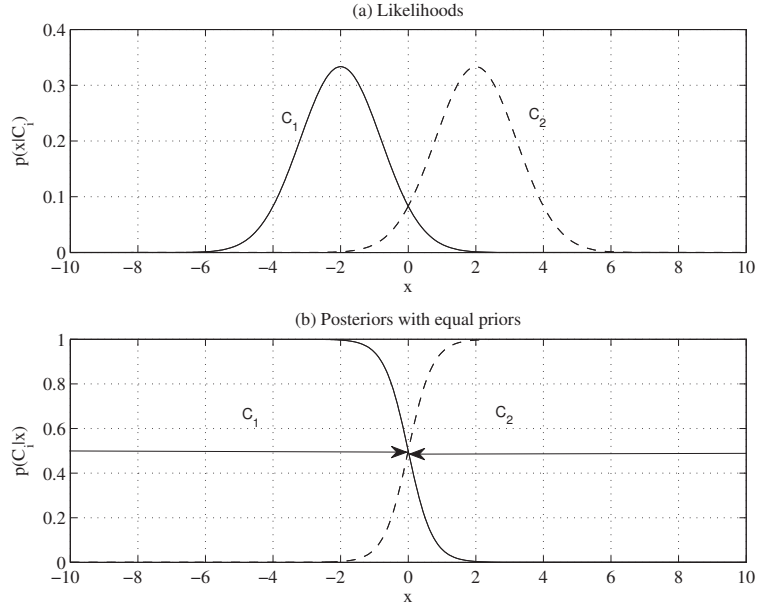 (a) Likelihoods
0.4
0.3
0.2
0.1
0
p(x|C_i)
C_1
C_2
−10 −8 −6 −4 −2 0 2 4 6 8 10
x
(b) Posteriors with equal priors
1
0.8
0.6
0.4
0.2
0
p(C_i|x)
C_1
C_2
−10 −8 −6 −4 −2 0 2 4 6 8 10
x